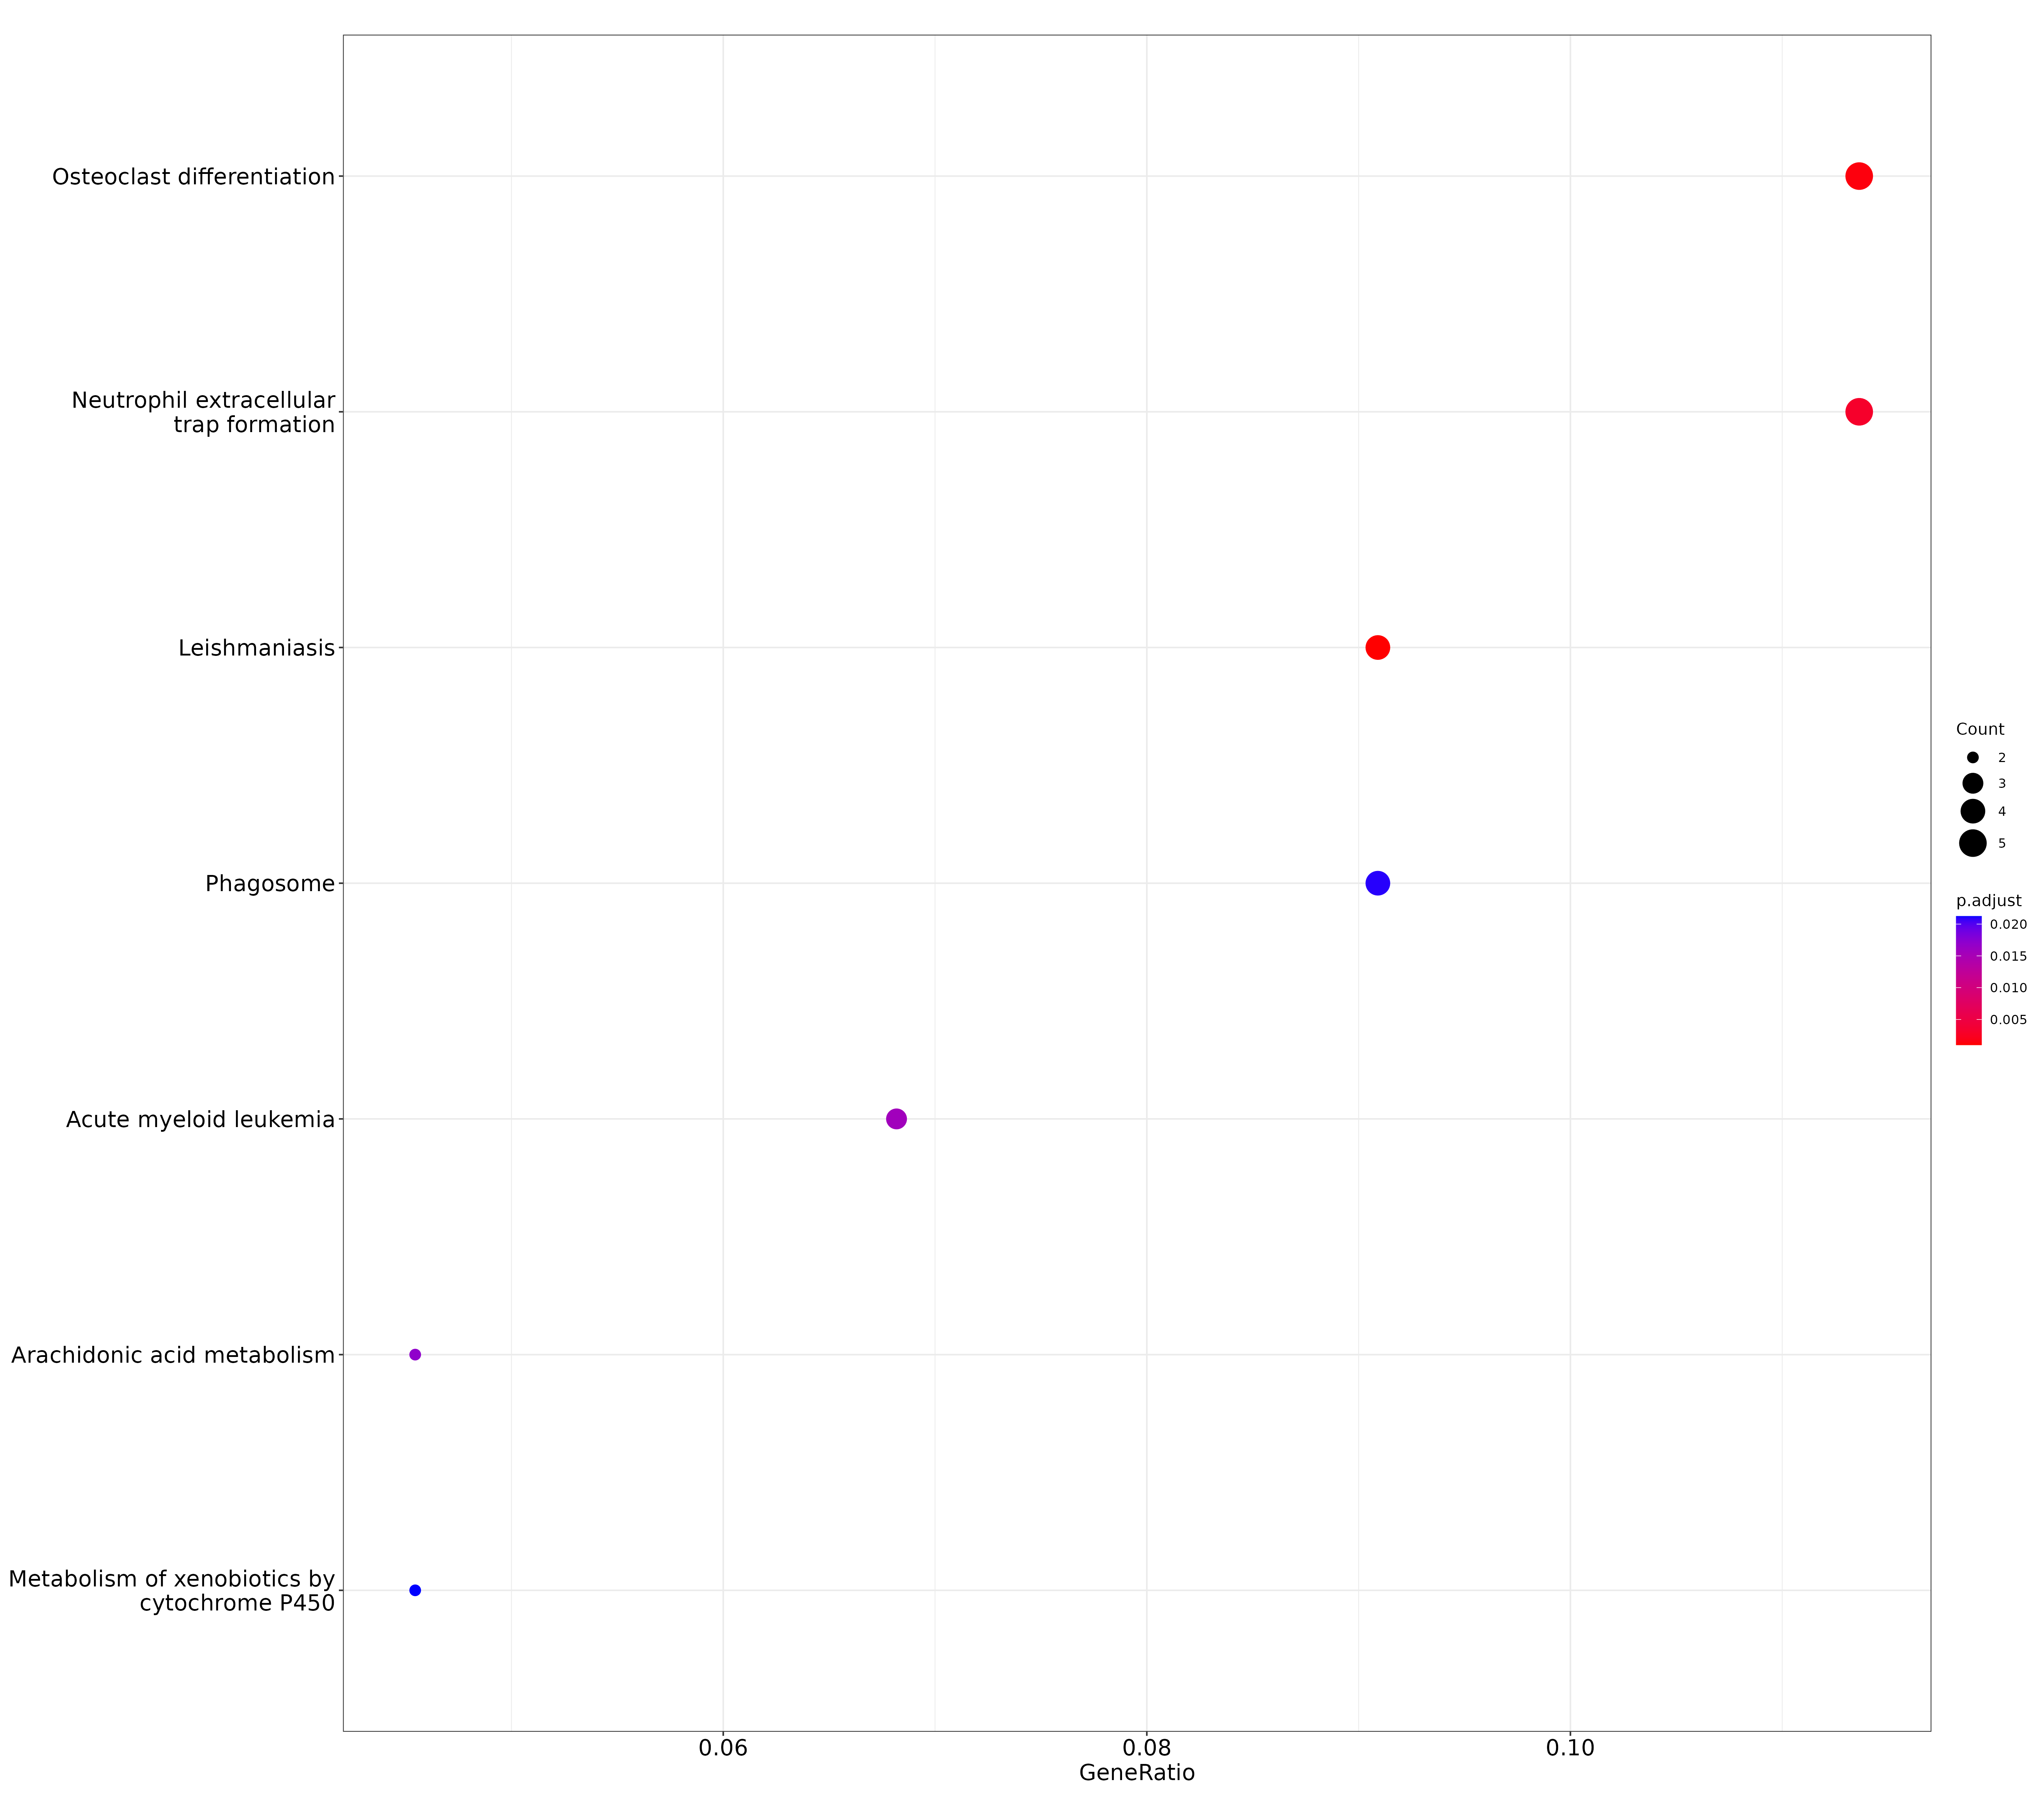 Osteoclast differentiation
Neutrophil extracellular
trap formation
Leishmaniasis
Phagosome
Acute myeloid leukemia
Arachidonic acid metabolism
Metabolism of xenobiotics by
cytochrome P450
0.06
0.08
0.10
GeneRatio
Count
2
3
4
5
p.adjust
0.020
0.015
0.010
0.005